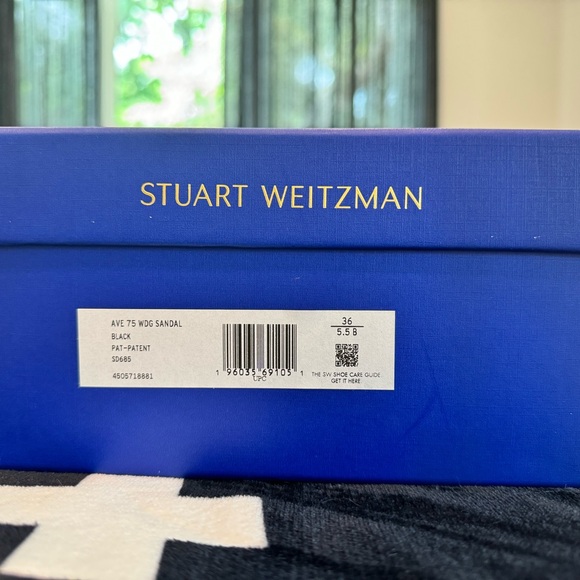 STUART WEITZMAN
AVE 75 WDG SANDAL
BLACK
PAT-PATENT
SD685
4505718881
1 96035 69105 1
UPC
36
5.5 B
THE SW SHOE CARE GUIDE.
GET IT HERE